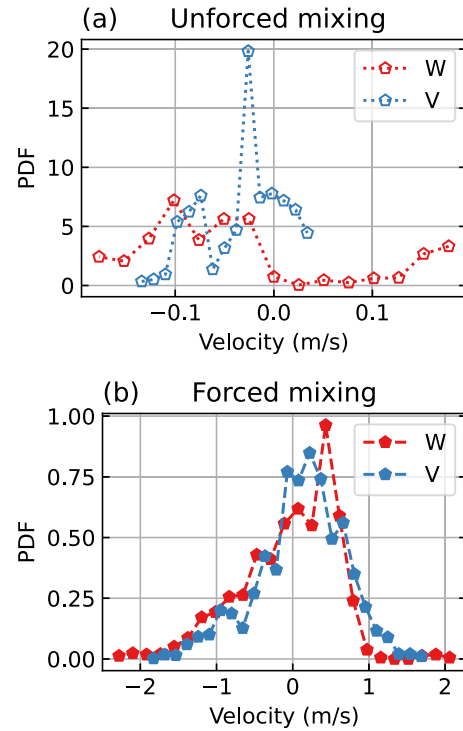 (a) Unforced mixing
W
V
20
15
10
5
0
PDF
−0.1 0.0 0.1
Velocity (m/s)
(b) Forced mixing
W
V
1.00
0.75
0.50
0.25
0.00
PDF
−2 −1 0 1 2
Velocity (m/s)